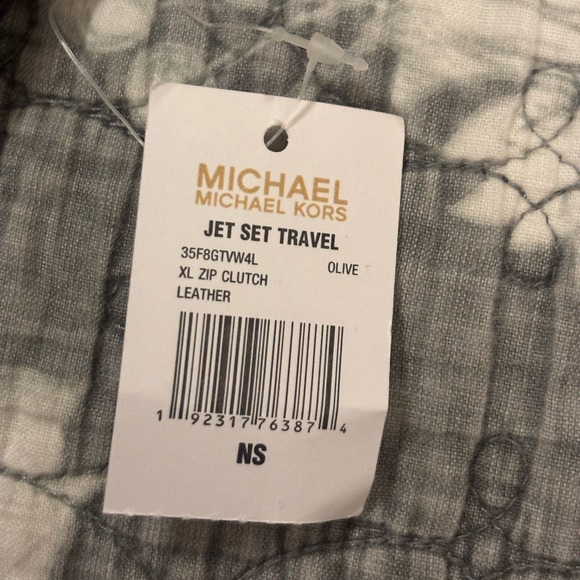 MICHAEL
MICHAEL KORS
JET SET TRAVEL
35F8GTVW4L OLIVE
XL ZIP CLUTCH
LEATHER
1 92317 76387 4
NS